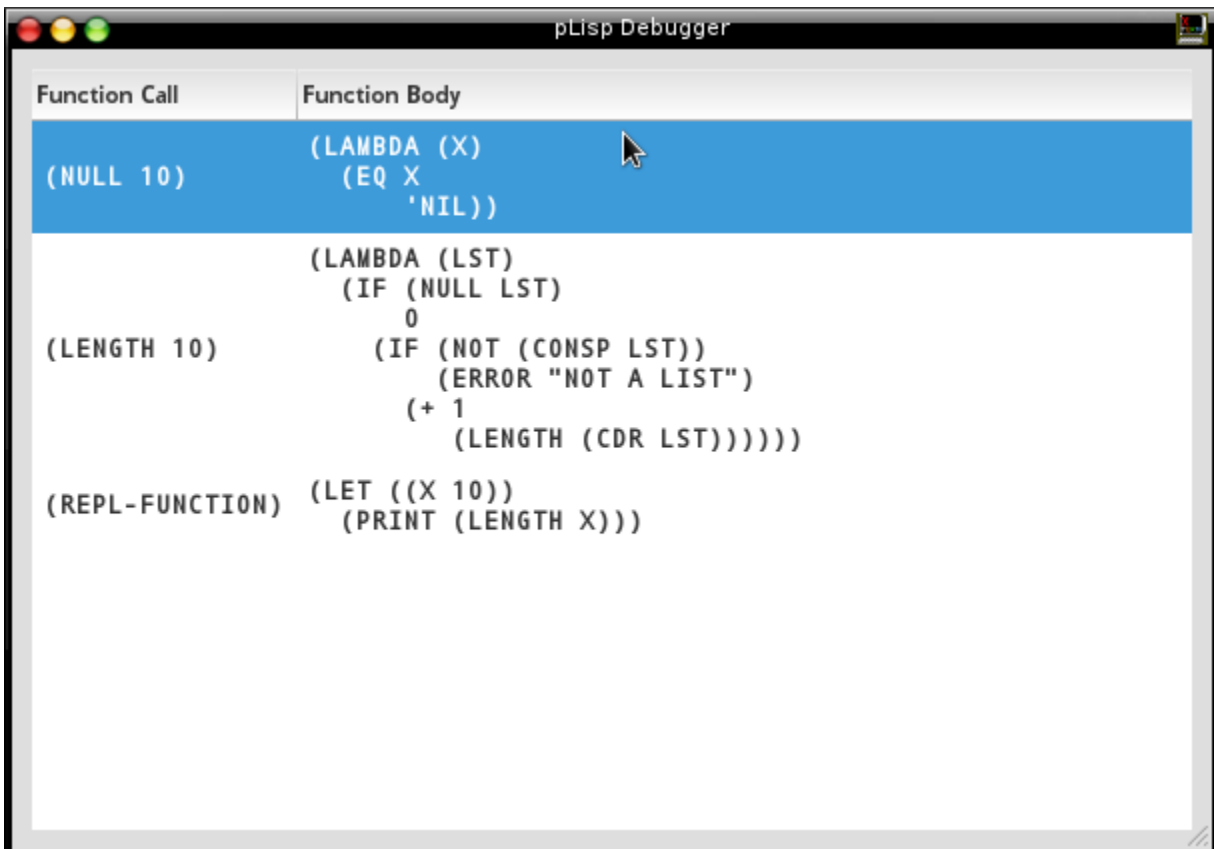 pLisp Debugger
Function Call Function Body
(NULL 10)
(LAMBDA (X)
(EQ X
'NIL))
(LENGTH 10)
(LAMBDA (LST)
(IF (NULL LST)
0
(IF (NOT (CONSP LST))
(ERROR "NOT A LIST")
(+ 1
(LENGTH (CDR LST))))))
(REPL-FUNCTION)
(LET ((X 10))
(PRINT (LENGTH X)))